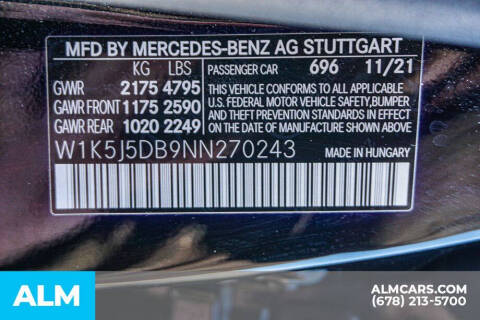 MFD BY MERCEDES-BENZ AG STUTTGART
KG LBS PASSENGER CAR 696 11/21
GVWR 2175 4795
GAWR FRONT 1175 2590
GAWR REAR 1020 2249
THIS VEHICLE CONFORMS TO ALL APPLICABLE
U.S. FEDERAL MOTOR VEHICLE SAFETY, BUMPER
AND THEFT PREVENTION STANDARDS IN EFFECT
ON THE DATE OF MANUFACTURE SHOWN ABOVE
W1K5J5DB9NN270243
MADE IN HUNGARY
ALM
ALMCARS.COM
(678) 213-5700